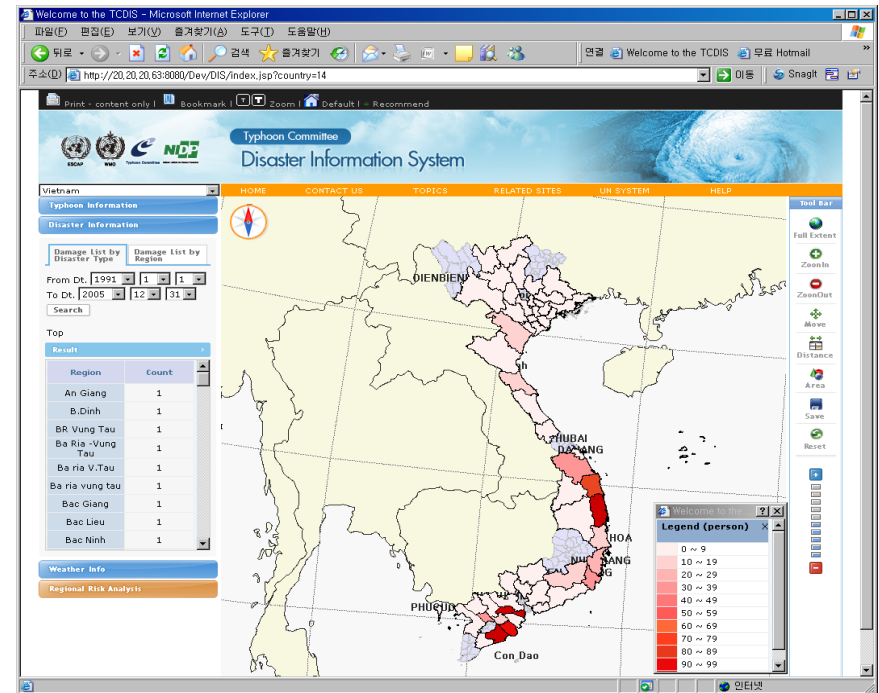 Welcome to the TCDIS - Microsoft Internet Explorer
파일(F) 편집(E) 보기(V) 즐겨찾기(A) 도구(T) 도움말(H)
뒤로 검색 즐겨찾기 연결 Welcome to the TCDIS 무료 Hotmail »
주소(D) http://20,20,20,63:8080/Dev/DIS/index.jsp?country=14 이동 SnagIt
Print - content only | Bookmark | T T Zoom | Default | - Recommend
ESCAP WMO Typhoon Committee NIDP
Typhoon Committee
Disaster Information System
Vietnam
HOME CONTACT US TOPICS RELATED SITES UN SYSTEM HELP
Typhoon Information
Disaster Information
Damage List by Disaster Type
Damage List by Region
From Dt. 1991 1 1
To Dt. 2005 12 31
Search
Top
Result
Region Count
An Giang 1
B.Dinh 1
BR Vung Tau 1
Ba Ria -Vung Tau 1
Ba ria V.Tau 1
Ba ria vung tau 1
Bac Giang 1
Bac Lieu 1
Bac Ninh 1
Weather Info
Regional Risk Analysis
DIENBIEN
HUBAI
HOA
Con_Dao
Tool Bar
Full Extent
ZoomIn
ZoomOut
Move
Distance
Area
Save
Reset
Welcome to the
Legend (person) ×
0 ~ 9
10 ~ 19
20 ~ 29
30 ~ 39
40 ~ 49
50 ~ 59
60 ~ 69
70 ~ 79
80 ~ 89
90 ~ 99
인터넷